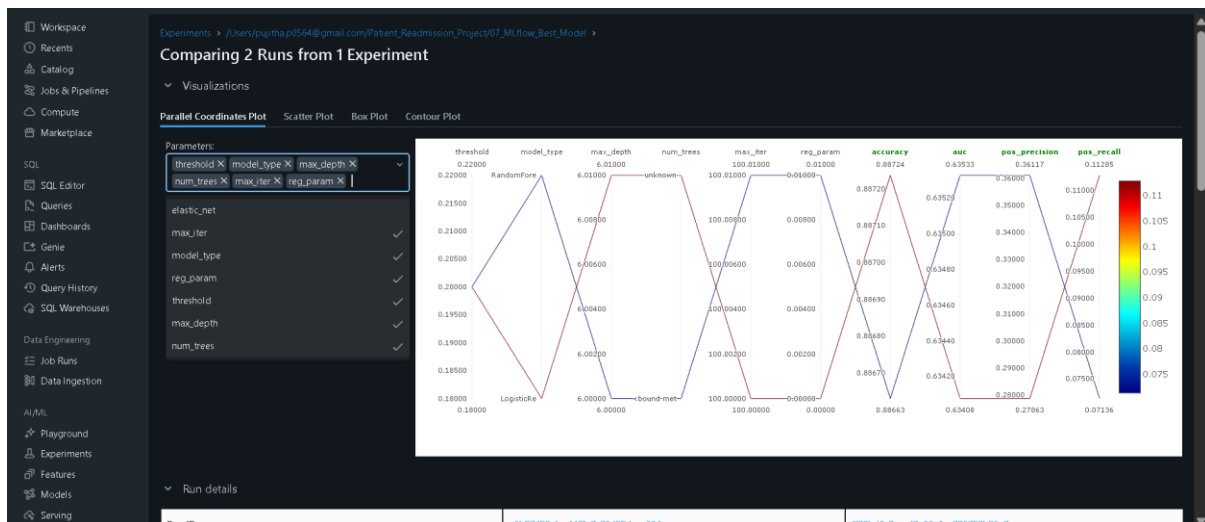 Workspace
Recents
Catalog
Jobs & Pipelines
Compute
Marketplace
SQL
SQL Editor
Queries
Dashboards
Genie
Alerts
Query History
SQL Warehouses
Data Engineering
Job Runs
Data Ingestion
AI/ML
Playground
Experiments
Features
Models
Serving
Experiments > /Users/pujitha.p0564@gmail.com/Patient_Readmission_Project/07_MLflow_Best_Model >
Comparing 2 Runs from 1 Experiment
Visualizations
Parallel Coordinates Plot Scatter Plot Box Plot Contour Plot
Parameters:
threshold × model_type × max_depth ×
num_trees × max_iter × reg_param ×
elastic_net
max_iter
model_type
reg_param
threshold
max_depth
num_trees
threshold model_type max_depth num_trees max_iter reg_param accuracy auc pos_precision pos_recall
0.22000 6.01000 100.01000 0.01000 0.88724 0.63533 0.36117 0.11285
0.22000
0.21500
0.21000
0.20500
0.20000
0.19500
0.19000
0.18500
0.18000
RandomFore
LogisticRe
6.01000
6.00800
6.00600
6.00400
6.00200
6.00000
unknown
<bound-met
100.01000
100.00800
100.00600
100.00400
100.00200
100.00000
0.01000
0.00800
0.00600
0.00400
0.00200
0.00000
0.88720
0.88710
0.88700
0.88690
0.88680
0.88670
0.63520
0.63500
0.63480
0.63460
0.63440
0.63420
0.36000
0.35000
0.34000
0.33000
0.32000
0.31000
0.30000
0.29000
0.28000
0.11000
0.10500
0.10000
0.09500
0.09000
0.08500
0.08000
0.07500
0.18000 6.00000 100.00000 0.00000 0.88663 0.63408 0.27863 0.07136
0.11
0.105
0.1
0.095
0.09
0.085
0.08
0.075
Run details